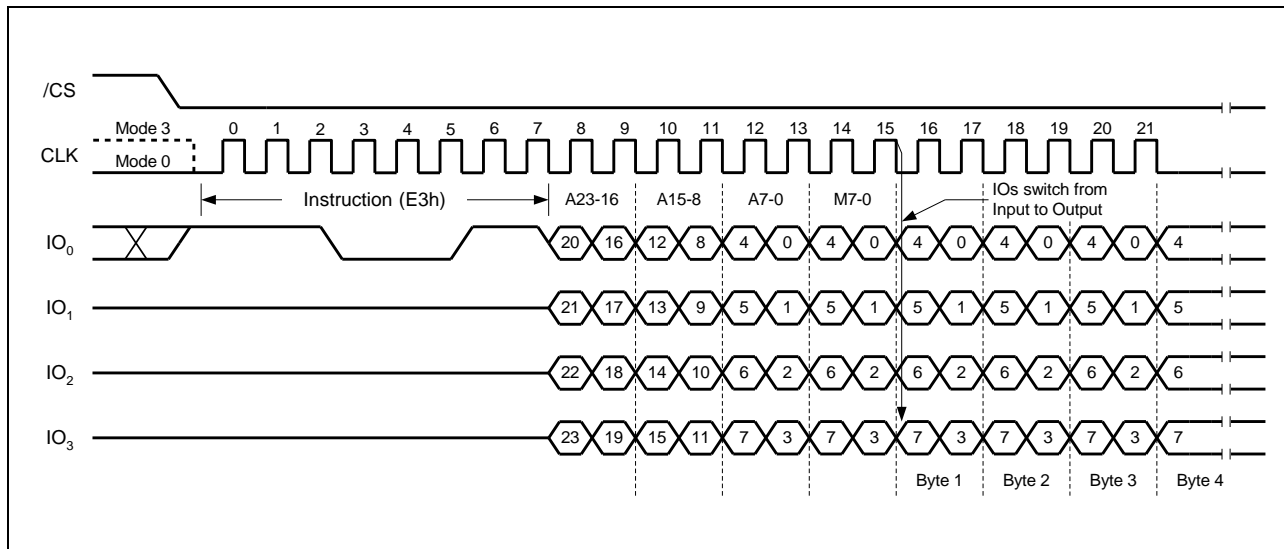 /CS
Mode 3 0 1 2 3 4 5 6 7 8 9 10 11 12 13 14 15 16 17 18 19 20 21
CLK
Mode 0
Instruction (E3h) A23-16 A15-8 A7-0 M7-0 IOs switch from
Input to Output
IO0 20 16 12 8 4 0 4 0 4 0 4 0 4 0 4
IO1 21 17 13 9 5 1 5 1 5 1 5 1 5 1 5
IO2 22 18 14 10 6 2 6 2 6 2 6 2 6 2 6
IO3 23 19 15 11 7 3 7 3 7 3 7 3 7 3 7
Byte 1 Byte 2 Byte 3 Byte 4